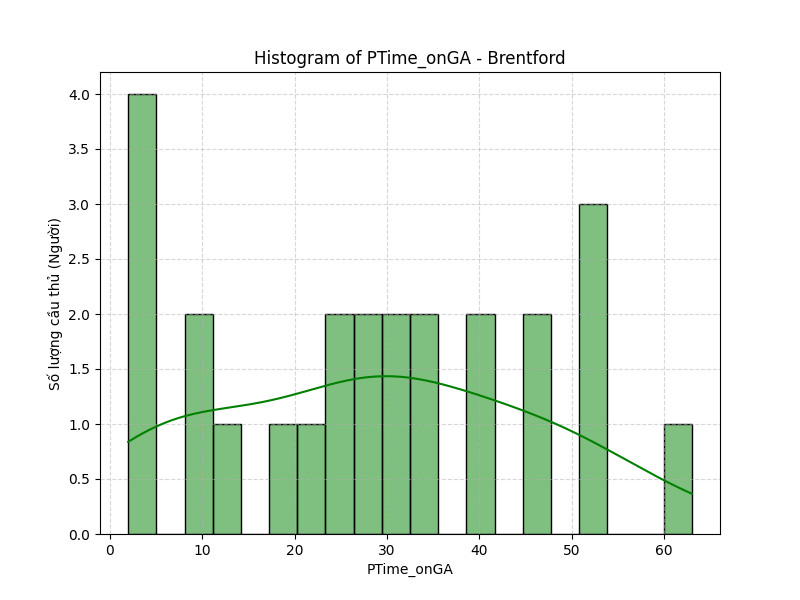 Histogram of PTime_onGA - Brentford
Số lượng cầu thủ (Người)
4.0
3.5
3.0
2.5
2.0
1.5
1.0
0.5
0.0
0 10 20 30 40 50 60
PTime_onGA